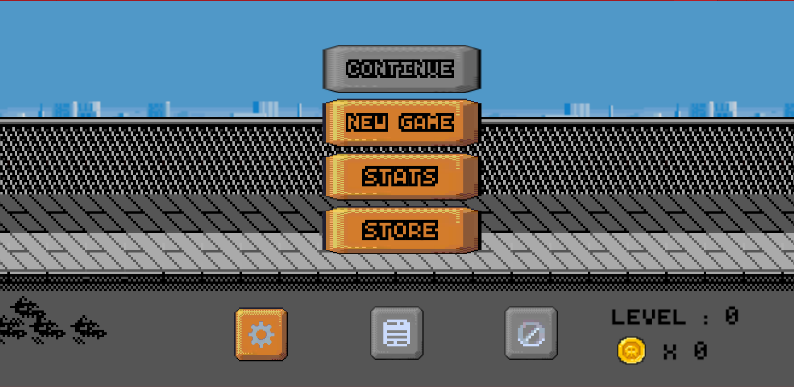 CONTINUE
NEW GAME
STATS
STORE
LEVEL : 0
X 0